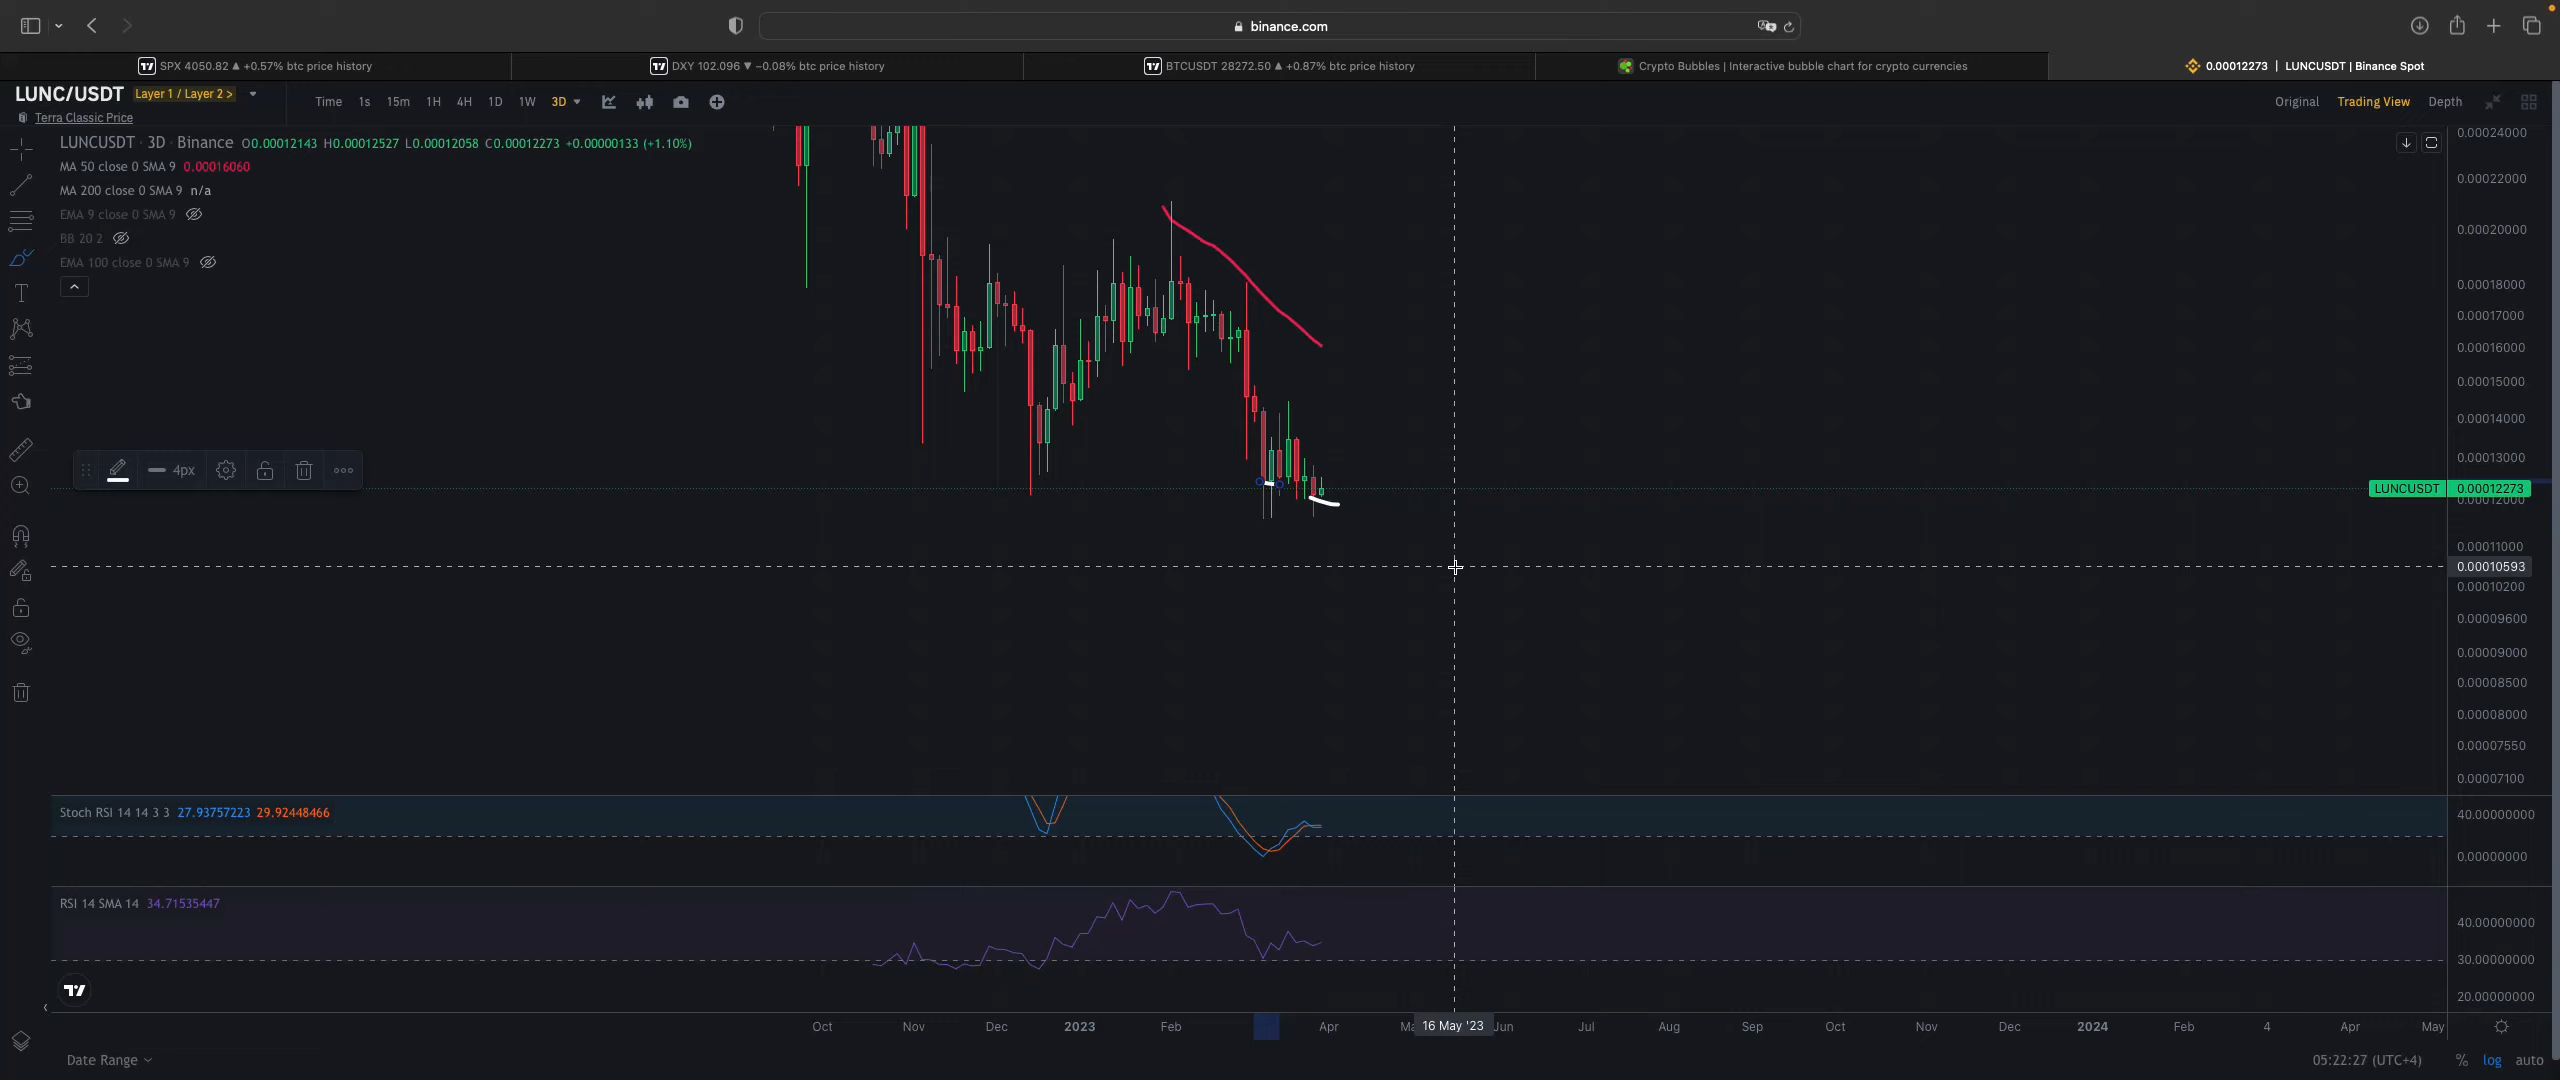 binance.com
SPX 4050.82 ▲ +0.57% btc price history
DXY 102.096 ▼ −0.08% btc price history
BTCUSDT 28272.50 ▲ +0.87% btc price history
Crypto Bubbles | Interactive bubble chart for crypto currencies
0.00012273 | LUNCUSDT | Binance Spot
LUNC/USDT Layer 1 / Layer 2 >
Terra Classic Price
Time 1s 15m 1H 4H 1D 1W 3D
Original Trading View Depth
LUNCUSDT · 3D · Binance O0.00012143 H0.00012527 L0.00012058 C0.00012273 +0.00000133 (+1.10%)
MA 50 close 0 SMA 9 0.00016060
MA 200 close 0 SMA 9 n/a
EMA 9 close 0 SMA 9
BB 20 2
EMA 100 close 0 SMA 9
4px
0.00024000
0.00022000
0.00020000
0.00018000
0.00017000
0.00016000
0.00015000
0.00014000
0.00013000
LUNCUSDT 0.00012273
0.00012000
0.00011000
0.00010593
0.00010200
0.00009600
0.00009000
0.00008500
0.00008000
0.00007550
0.00007100
Stoch RSI 14 14 3 3 27.93757223 29.92448466
40.00000000
0.00000000
RSI 14 SMA 14 34.71535447
40.00000000
30.00000000
20.00000000
Oct Nov Dec 2023 Feb Apr 16 May '23 Jun Jul Aug Sep Oct Nov Dec 2024 Feb 4 Apr May
Date Range
05:22:27 (UTC+4) % log auto